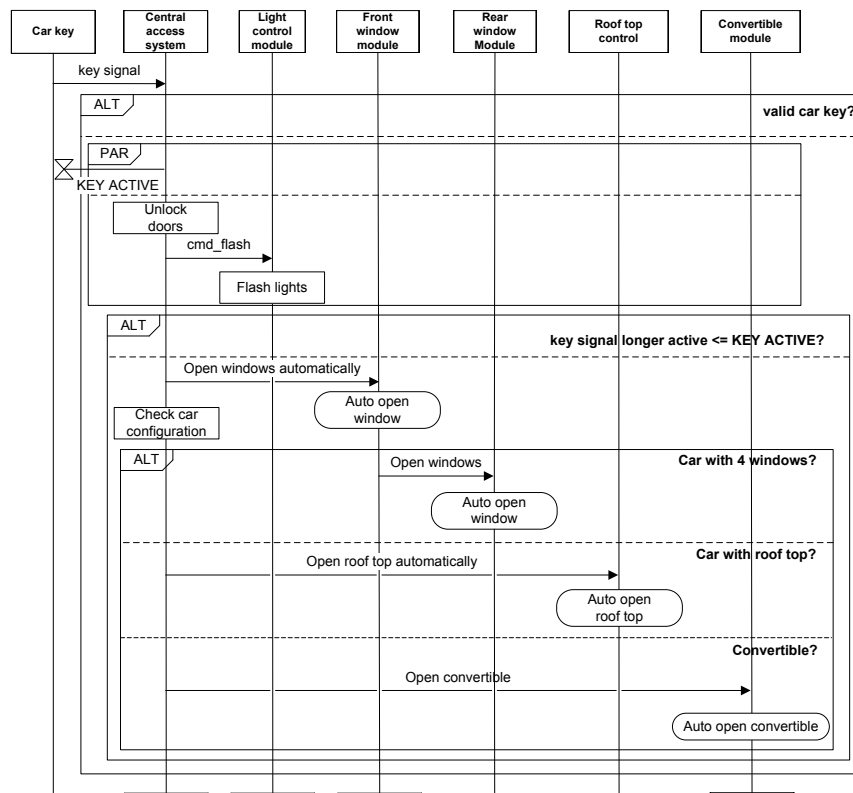 Car key
Central
access
system
Light
control
module
Front
window
module
Rear
window
Module
Roof top
control
Convertible
module
key signal
ALT
valid car key?
PAR
KEY ACTIVE
Unlock
doors
cmd_flash
Flash lights
ALT
key signal longer active <= KEY ACTIVE?
Open windows automatically
Auto open
window
Check car
configuration
ALT
Car with 4 windows?
Open windows
Auto open
window
Car with roof top?
Open roof top automatically
Auto open
roof top
Convertible?
Open convertible
Auto open convertible